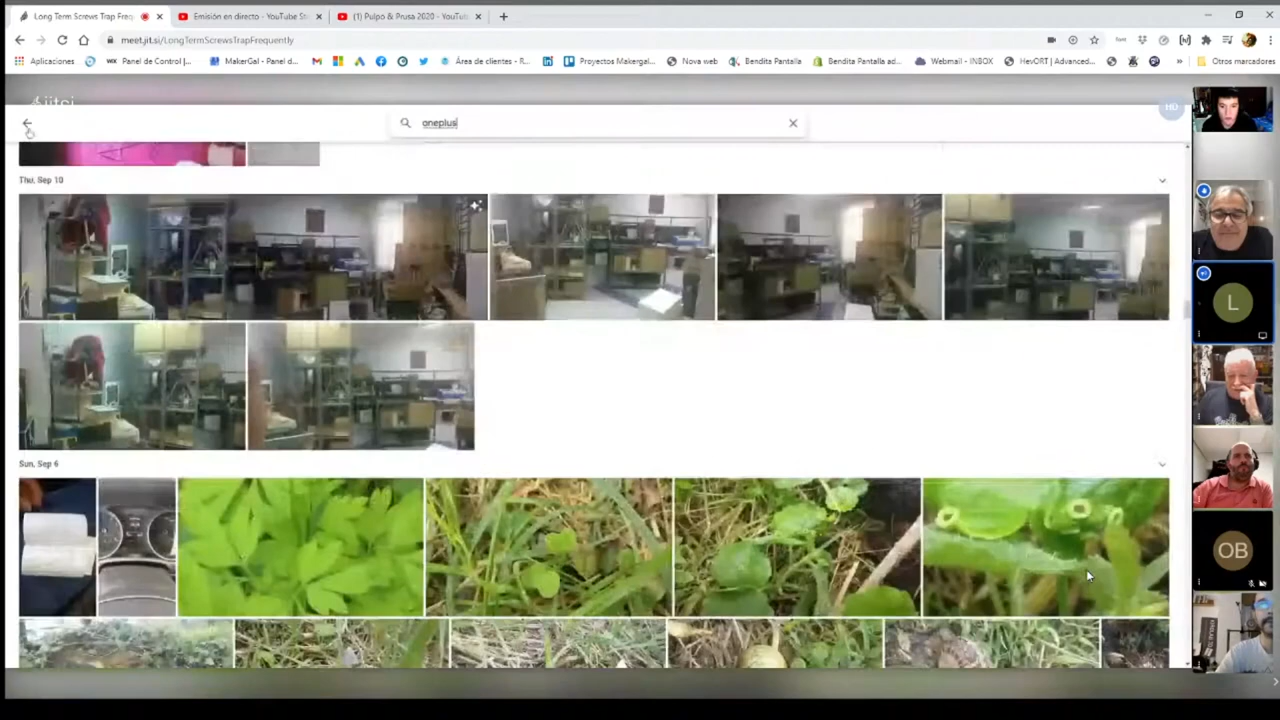 Long Term Screws Trap Freq
Emisión en directo - YouTube St
(1) Pulpo & Prusa 2020 - YouTu
meet.jit.si/LongTermScrewsTrapFrequently
Aplicaciones
Panel de Control |...
MakerGal - Panel d...
Área de clientes - R...
Proyectos Makergal...
Nova web
Bendita Pantalla
Bendita Pantalla ad...
Webmail - INBOX
HevORT | Advanced...
»
Otros marcadores
jitsi
HD
oneplus
Thu, Sep 10
Sun, Sep 6
L
OB